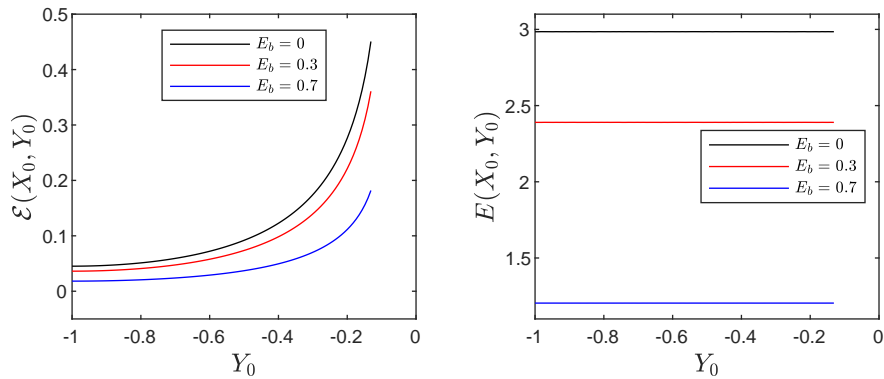 0.5
0.4
0.3
0.2
0.1
0
ℰ(X₀, Y₀)
E_b = 0
E_b = 0.3
E_b = 0.7
-1 -0.8 -0.6 -0.4 -0.2 0
Y₀
3
2.5
2
1.5
E(X₀, Y₀)
E_b = 0
E_b = 0.3
E_b = 0.7
-1 -0.8 -0.6 -0.4 -0.2 0
Y₀